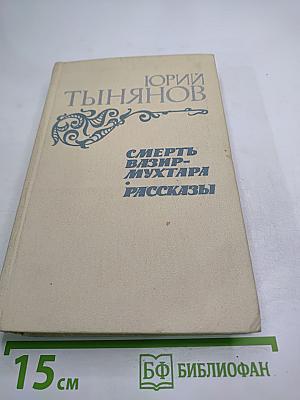 ЮРИЙ
ТЫНЯНОВ
СМЕРТЬ
ВАЗИР-
МУХТАРА
•
РАССКАЗЫ
15 см
БФ БИБЛИОФАН